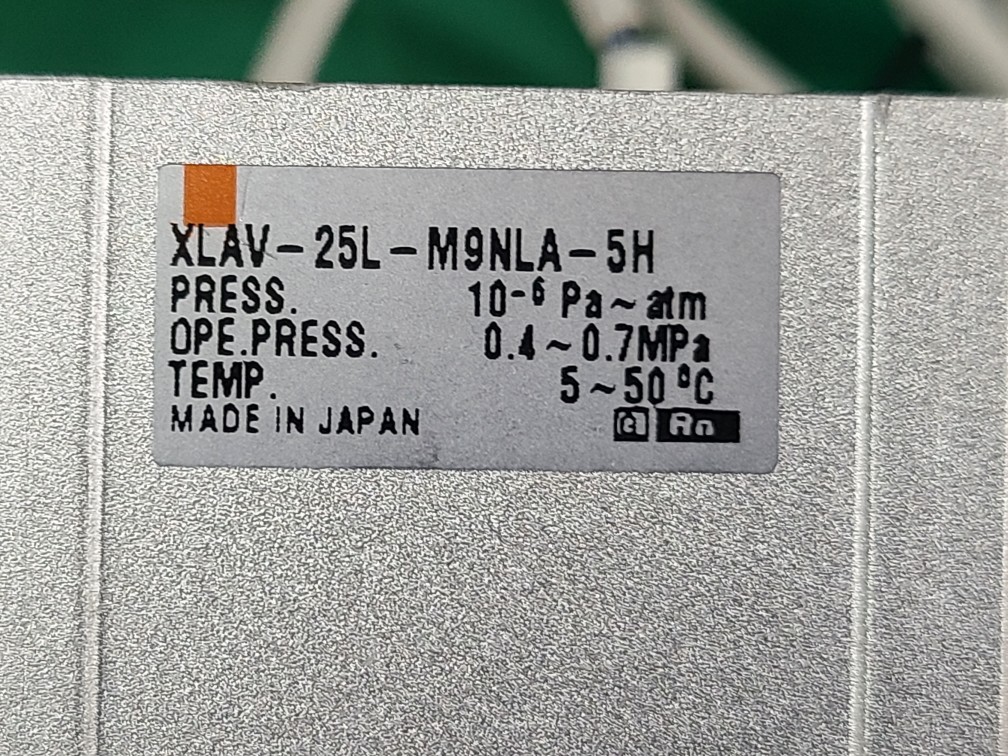 XLAV-25L-M9NLA-5H
PRESS. 10-6 Pa~atm
OPE.PRESS. 0.4~0.7MPa
TEMP. 5~50 °C
MADE IN JAPAN